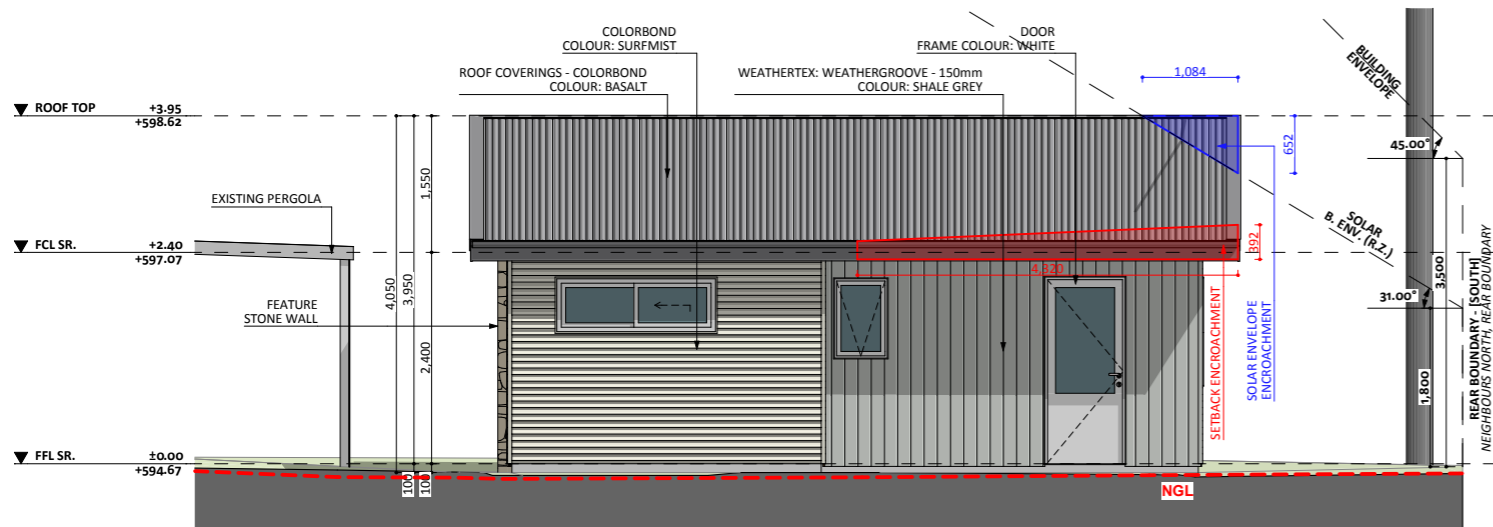 COLORBOND
COLOUR: SURFMIST
DOOR
FRAME COLOUR: WHITE
ROOF COVERINGS - COLORBOND
COLOUR: BASALT
WEATHERTEX: WEATHERGROOVE - 150mm
COLOUR: SHALE GREY
1,084
BUILDING
ENVELOPE
ROOF TOP
+3.95
+598.62
652
45.00°
1,550
EXISTING PERGOLA
SOLAR
B. ENV. (R.Z.)
FCL SR.
+2.40
+597.07
392
4,320
4,050
3,950
3,500
31.00°
FEATURE
STONE WALL
2,400
SETBACK ENCROACHMENT
SOLAR ENVELOPE
ENCROACHMENT
1,800
REAR BOUNDARY - [SOUTH]
NEIGHBOURS NORTH, REAR BOUNDARY
FFL SR.
±0.00
+594.67
100
100
NGL